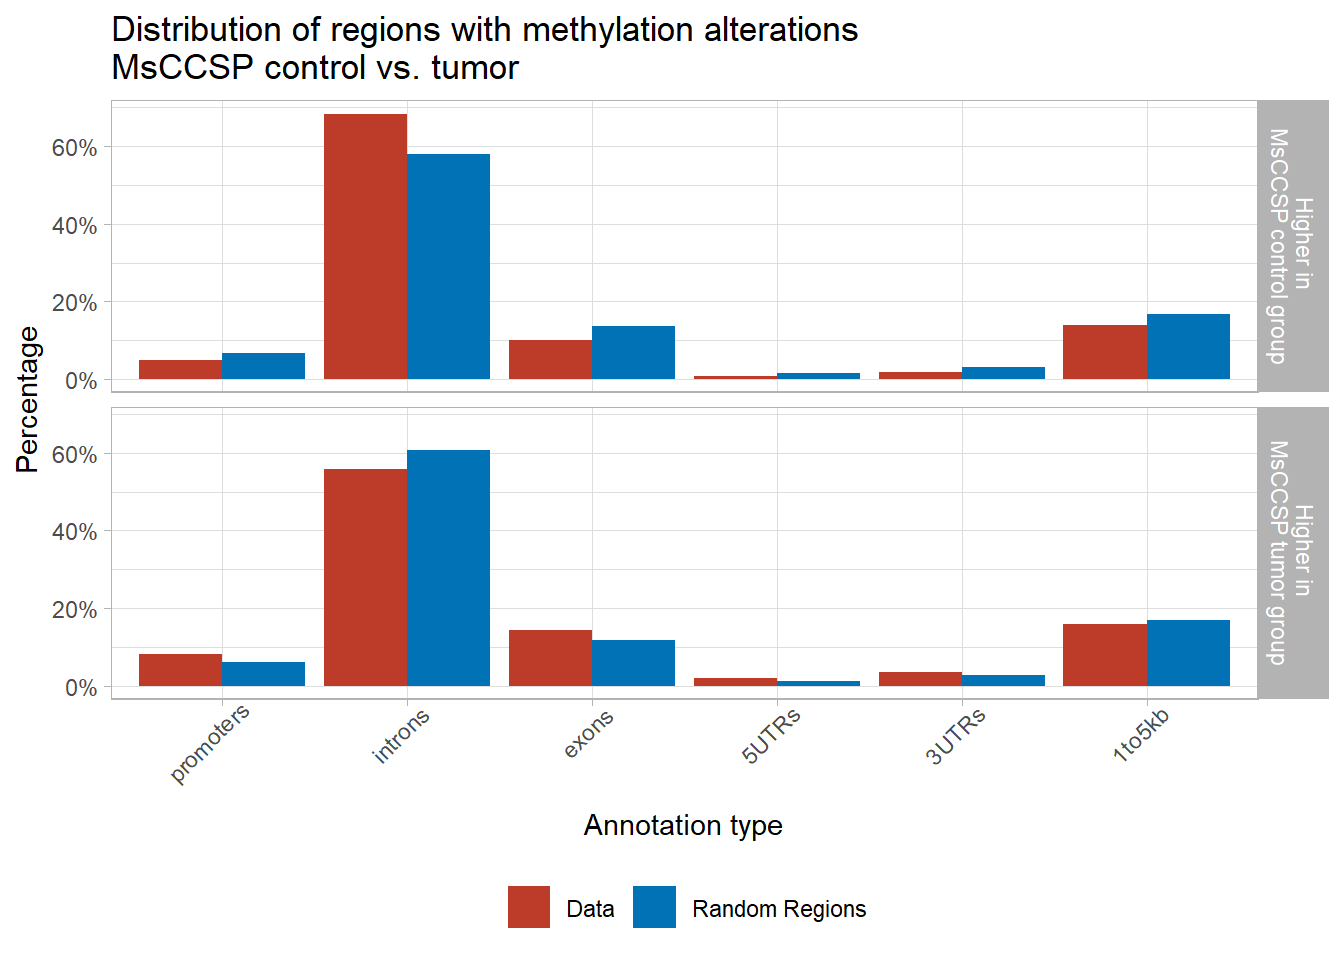 Distribution of regions with methylation alterations
MsCCSP control vs. tumor
Percentage
60%
40%
20%
0%
Higher in
MsCCSP control group
60%
40%
20%
0%
Higher in
MsCCSP tumor group
promoters
introns
exons
5UTRs
3UTRs
1to5kb
Annotation type
Data
Random Regions